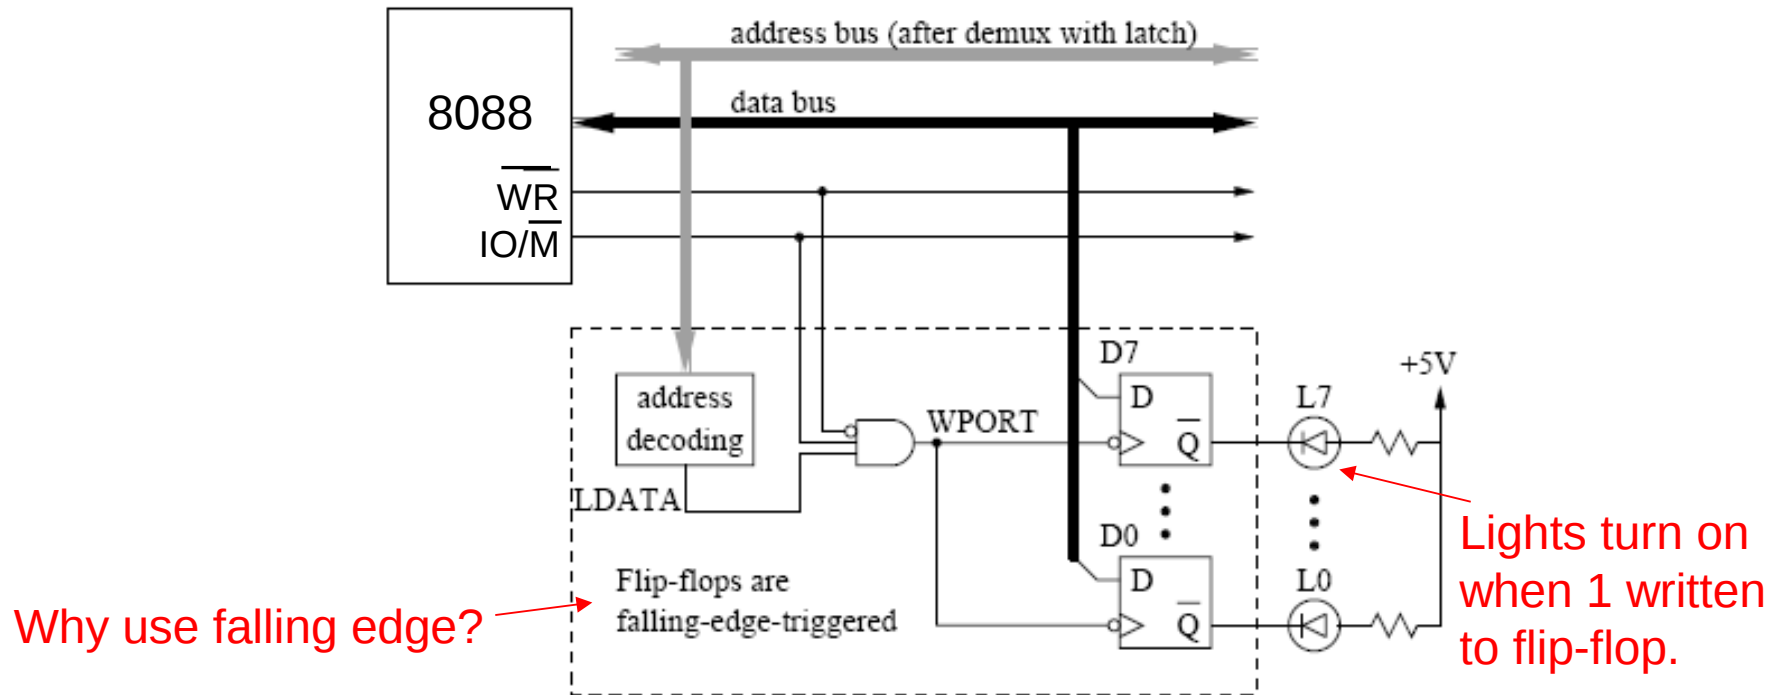 address bus (after demux with latch)
8088
data bus
W̅R̅
IO/M̅
D7
+5V
address
decoding
D
Q̅
L7
WPORT
LDATA
D0
Lights turn on
when 1 written
to flip-flop.
Flip-flops are
falling-edge-triggered
D
Q̅
L0
Why use falling edge?